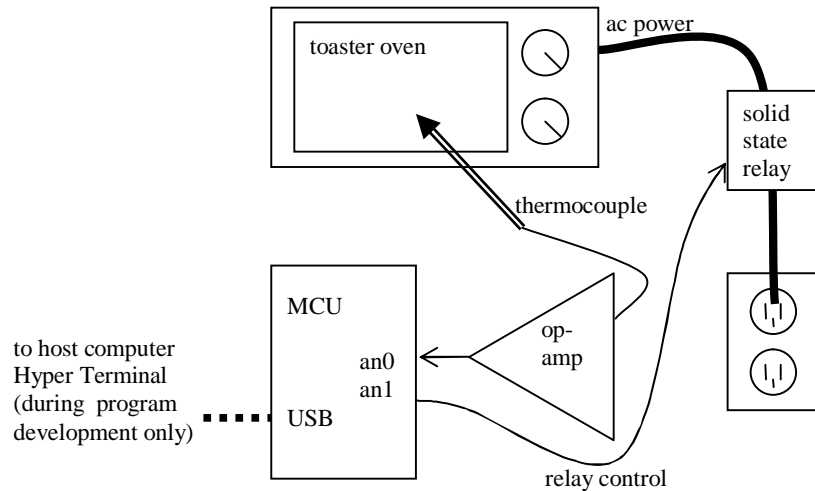 ac power
toaster oven
solid
state
relay
thermocouple
MCU
op-
amp
an0
an1
to host computer
Hyper Terminal
(during program
development only)
USB
relay control